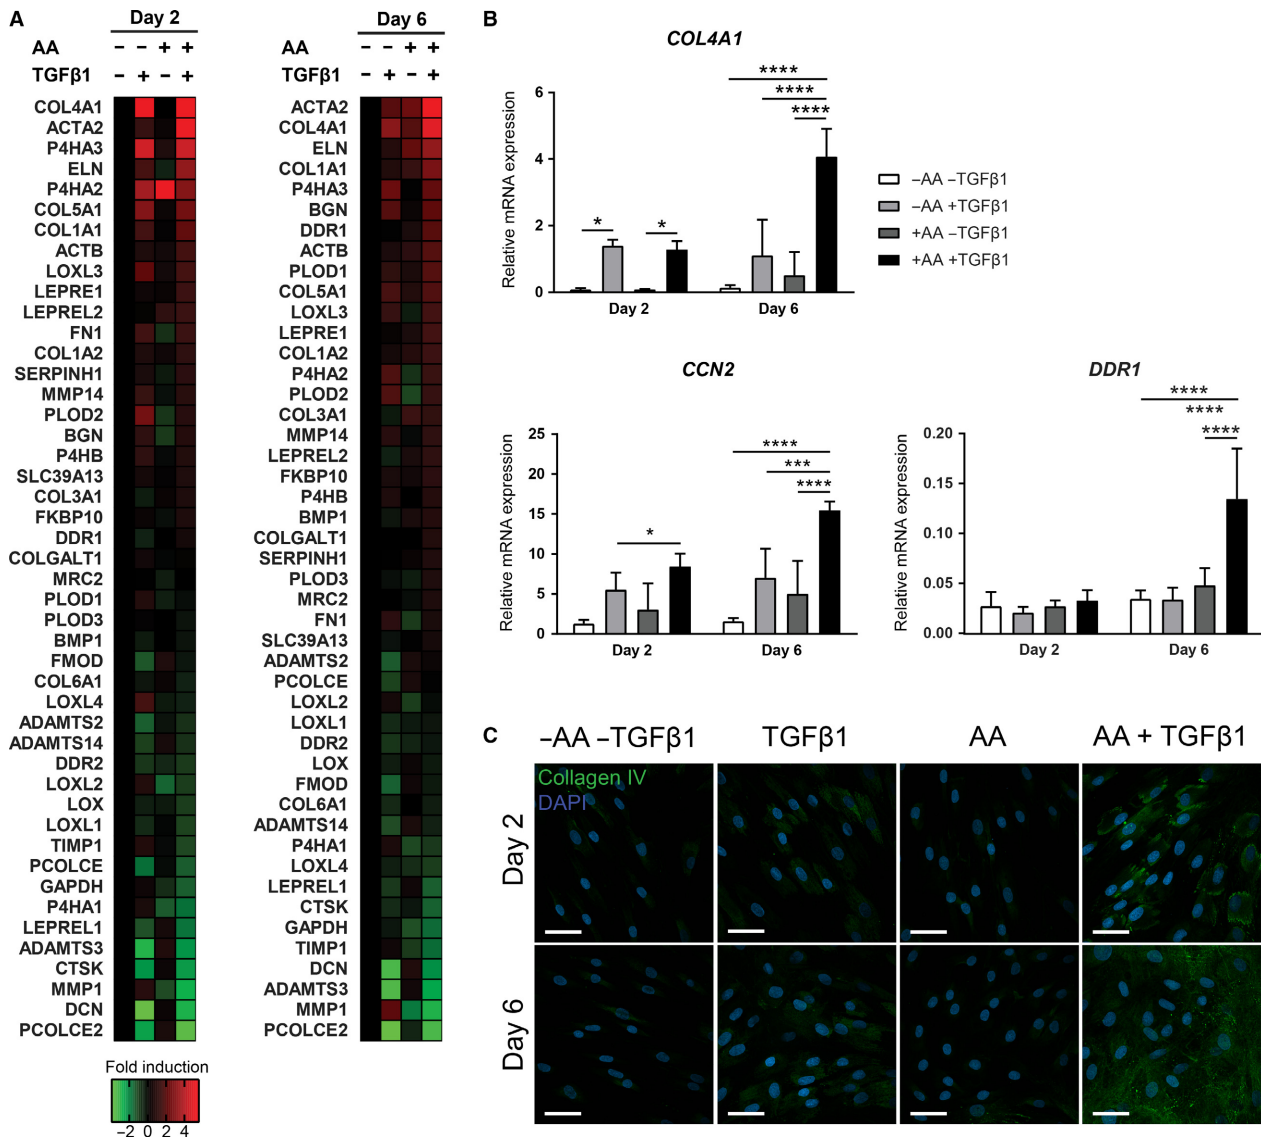 A
Day 2
AA – – + +
TGFβ1 – + – +
COL4A1
ACTA2
P4HA3
ELN
P4HA2
COL5A1
COL1A1
ACTB
LOXL3
LEPRE1
LEPREL2
FN1
COL1A2
SERPINH1
MMP14
PLOD2
BGN
P4HB
SLC39A13
COL3A1
FKBP10
DDR1
COLGALT1
MRC2
PLOD1
PLOD3
BMP1
FMOD
COL6A1
LOXL4
ADAMTS2
ADAMTS14
DDR2
LOXL2
LOX
LOXL1
TIMP1
PCOLCE
GAPDH
P4HA1
LEPREL1
ADAMTS3
CTSK
MMP1
DCN
PCOLCE2
Fold induction
–2 0 2 4
Day 6
AA – – + +
TGFβ1 – + – +
ACTA2
COL4A1
ELN
COL1A1
P4HA3
BGN
DDR1
ACTB
PLOD1
COL5A1
LOXL3
LEPRE1
COL1A2
P4HA2
PLOD2
COL3A1
MMP14
LEPREL2
FKBP10
P4HB
BMP1
COLGALT1
SERPINH1
PLOD3
MRC2
FN1
SLC39A13
ADAMTS2
PCOLCE
LOXL2
LOXL1
DDR2
LOX
FMOD
COL6A1
ADAMTS14
P4HA1
LOXL4
LEPREL1
CTSK
GAPDH
TIMP1
DCN
ADAMTS3
MMP1
PCOLCE2
B
COL4A1
Relative mRNA expression
6
4
2
0
* *
****
****
****
Day 2 Day 6
–AA –TGFβ1
–AA +TGFβ1
+AA –TGFβ1
+AA +TGFβ1
CCN2
Relative mRNA expression
25
20
15
10
5
0
*
****
***
****
Day 2 Day 6
DDR1
Relative mRNA expression
0.20
0.15
0.10
0.05
0.00
****
****
****
Day 2 Day 6
C
–AA –TGFβ1 TGFβ1 AA AA + TGFβ1
Collagen IV
DAPI
Day 2
Day 6